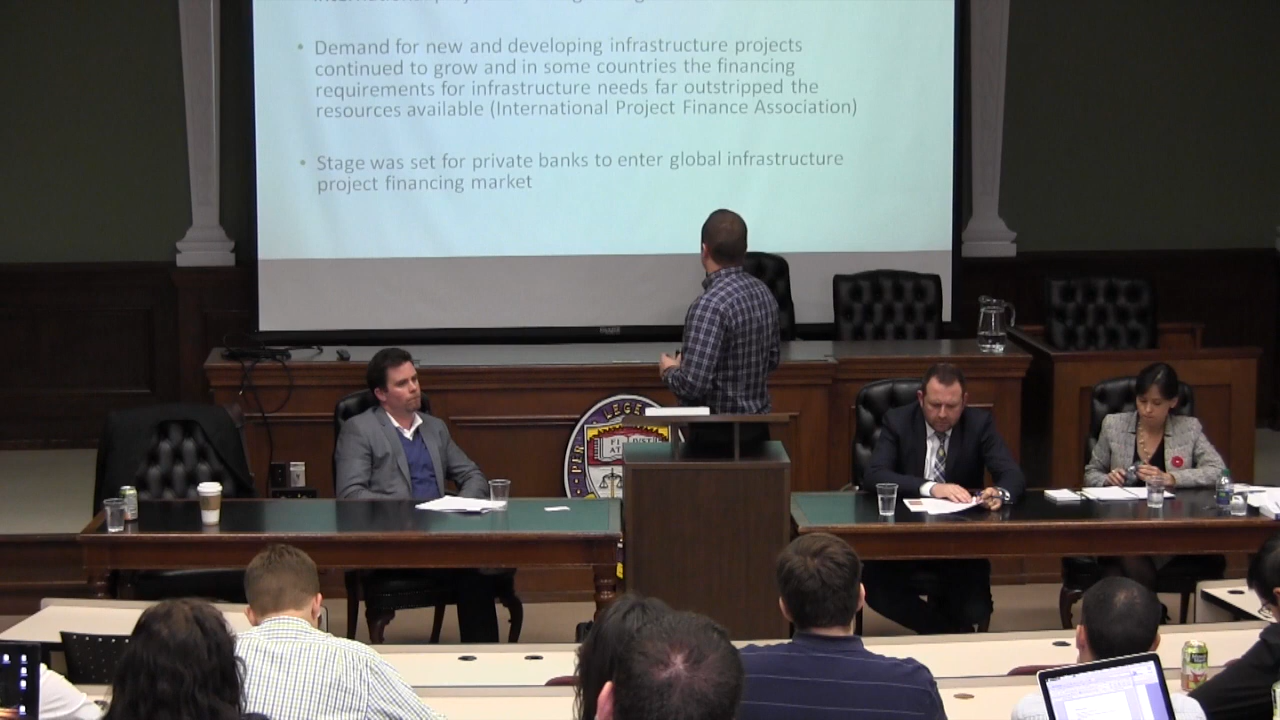 • Demand for new and developing infrastructure projects
continued to grow and in some countries the financing
requirements for infrastructure needs far outstripped the
resources available (International Project Finance Association)
• Stage was set for private banks to enter global infrastructure
project financing market
PER LEGE